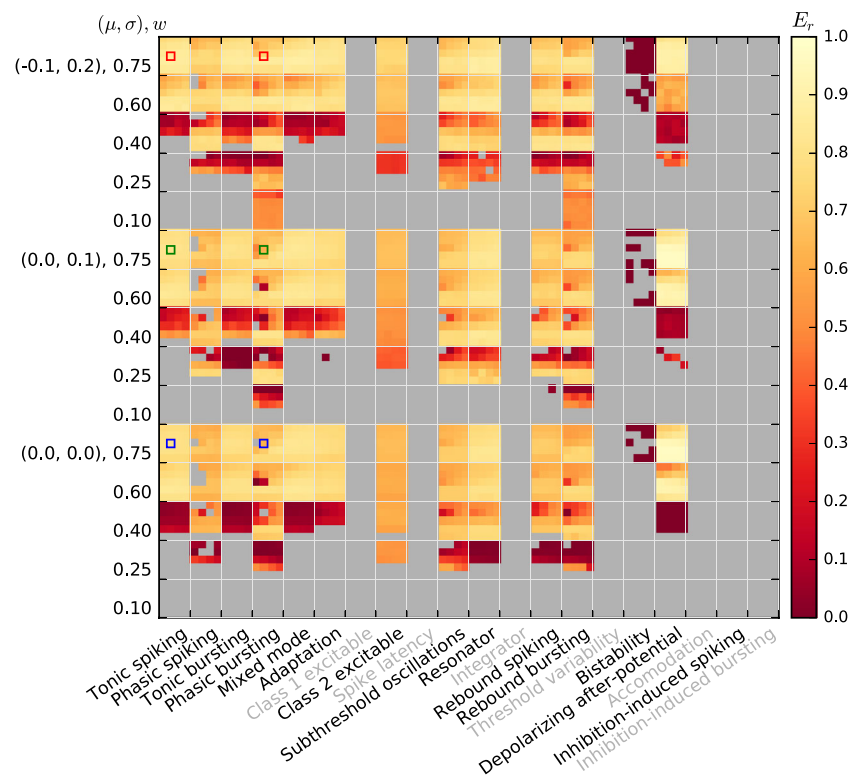 (μ, σ), w
E_r
(-0.1, 0.2), 0.75
0.60
0.40
0.25
0.10
(0.0, 0.1), 0.75
0.60
0.40
0.25
0.10
(0.0, 0.0), 0.75
0.60
0.40
0.25
0.10
1.0
0.9
0.8
0.7
0.6
0.5
0.4
0.3
0.2
0.1
0.0
Tonic spiking
Phasic spiking
Tonic bursting
Phasic bursting
Mixed mode
Adaptation
Class 1 excitable
Class 2 excitable
Spike latency
Subthreshold oscillations
Resonator
Integrator
Rebound spiking
Rebound bursting
Threshold variability
Bistability
Depolarizing after-potential
Accomodation
Inhibition-induced spiking
Inhibition-induced bursting